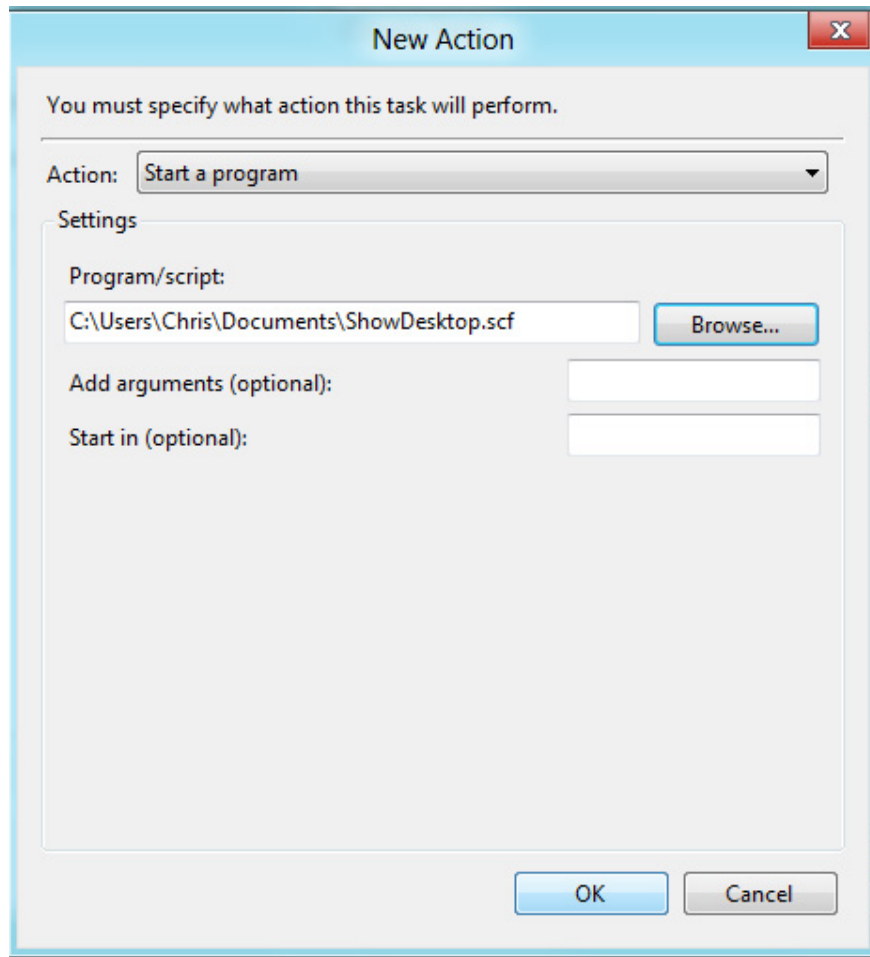 New Action
x
You must specify what action this task will perform.
Action: Start a program
Settings
Program/script:
C:\Users\Chris\Documents\ShowDesktop.scf Browse...
Add arguments (optional):
Start in (optional):
OK Cancel